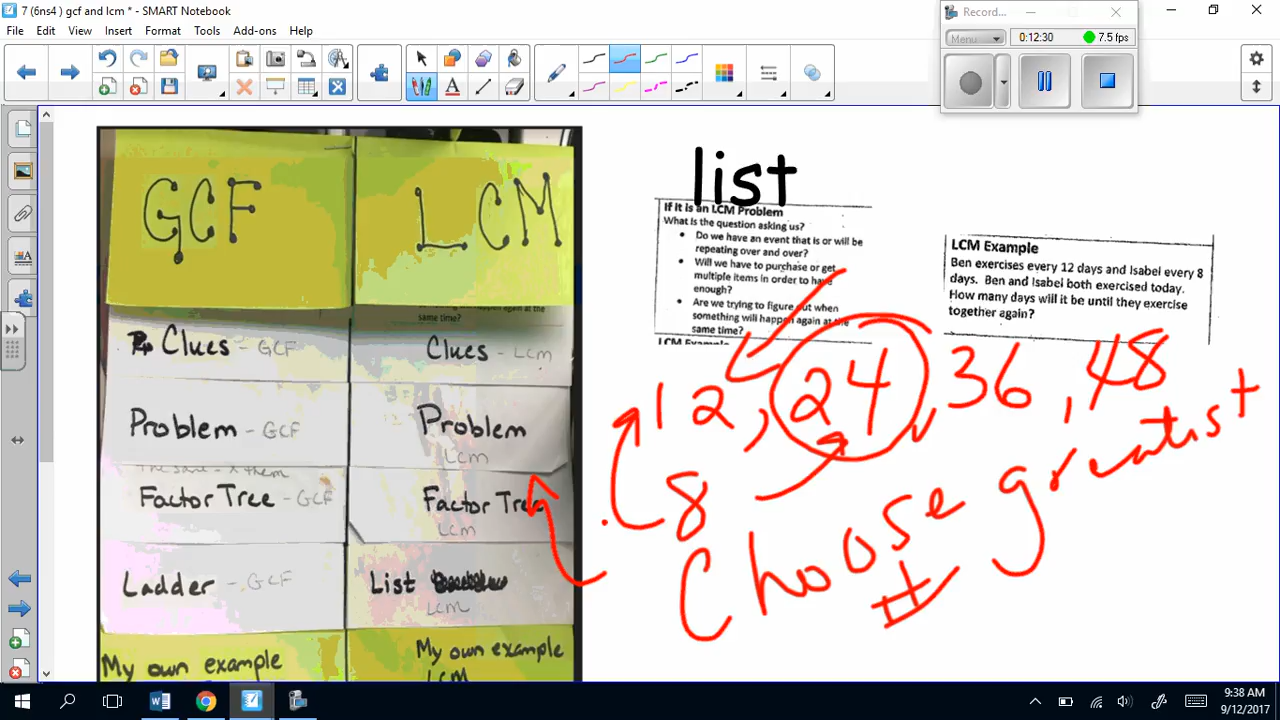 7 (6ns4 ) gcf and lcm * - SMART Notebook
File Edit View Insert Format Tools Add-ons Help
Record...
Menu
0:12:30
7.5 fps
GCF
LCM
same time?
Clues - GCF
Clues - Lcm
Problem - GCF
Problem
Lcm
Factor Tree - GCF
Factor Tree
Lcm
Ladder - GCF
List
LCM
My own example
My own example
LCM
list
If it is an LCM Problem
What is the question asking us?
• Do we have an event that is or will be
repeating over and over?
• Will we have to purchase or get
multiple items in order to have
enough?
• Are we trying to figure out when
something will happen again at the
same time?
LCM Example
LCM Example
Ben exercises every 12 days and Isabel every 8
days. Ben and Isabel both exercised today.
How many days will it be until they exercise
together again?
12, 24, 36, 48
8
Choose greatest
#
9:38 AM
9/12/2017